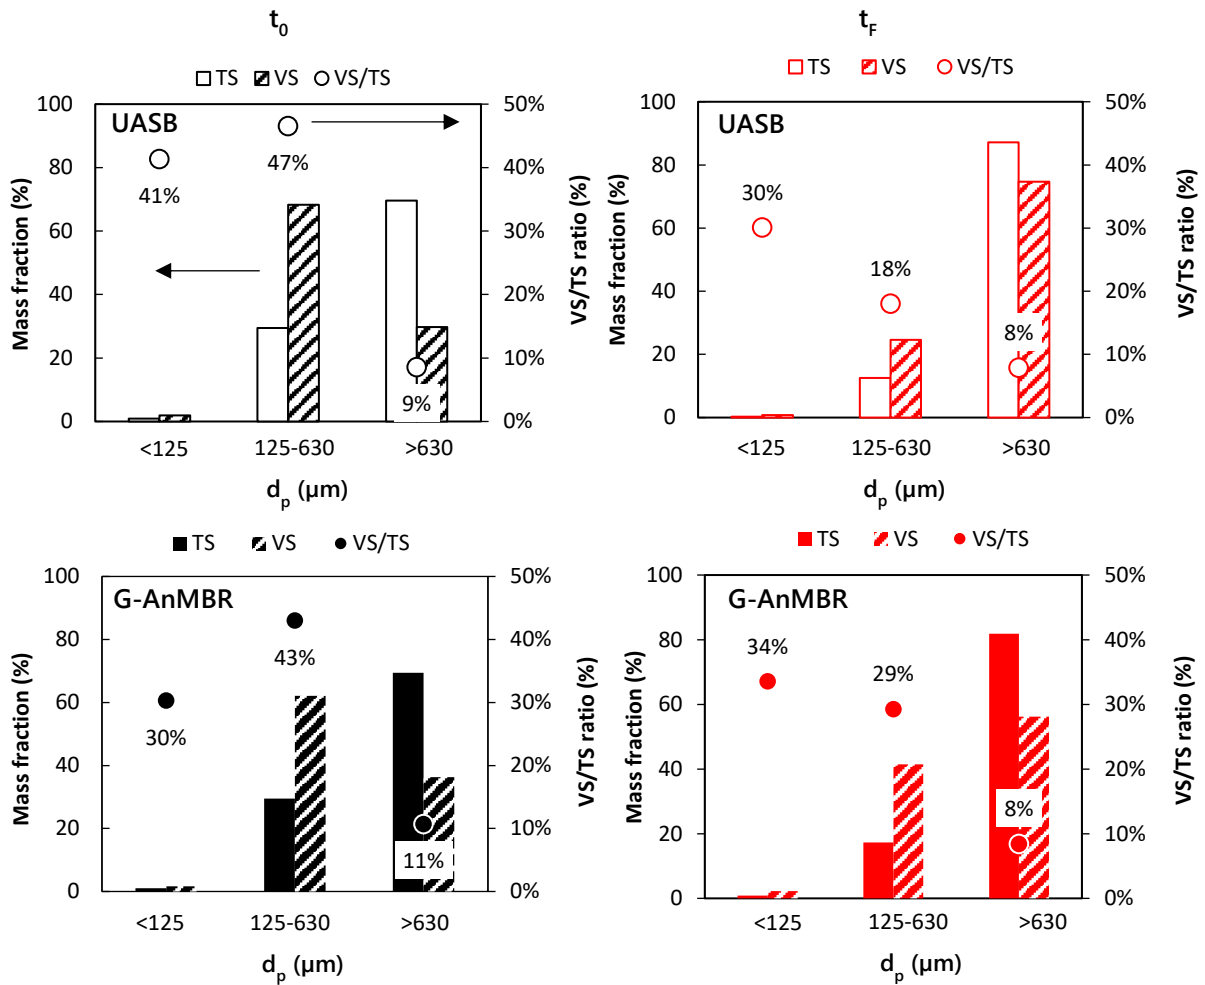 t0
TS VS VS/TS
UASB
Mass fraction (%)
100
80
60
40
20
0
50%
40%
30%
20%
10%
0%
VS/TS ratio (%)
41%
47%
9%
<125 125-630 >630
dp (μm)
tF
TS VS VS/TS
UASB
Mass fraction (%)
100
80
60
40
20
0
50%
40%
30%
20%
10%
0%
VS/TS ratio (%)
30%
18%
8%
<125 125-630 >630
dp (μm)
TS VS VS/TS
G-AnMBR
Mass fraction (%)
100
80
60
40
20
0
50%
40%
30%
20%
10%
0%
VS/TS ratio (%)
30%
43%
11%
<125 125-630 >630
dp (μm)
TS VS VS/TS
G-AnMBR
Mass fraction (%)
100
80
60
40
20
0
50%
40%
30%
20%
10%
0%
VS/TS ratio (%)
34%
29%
8%
<125 125-630 >630
dp (μm)